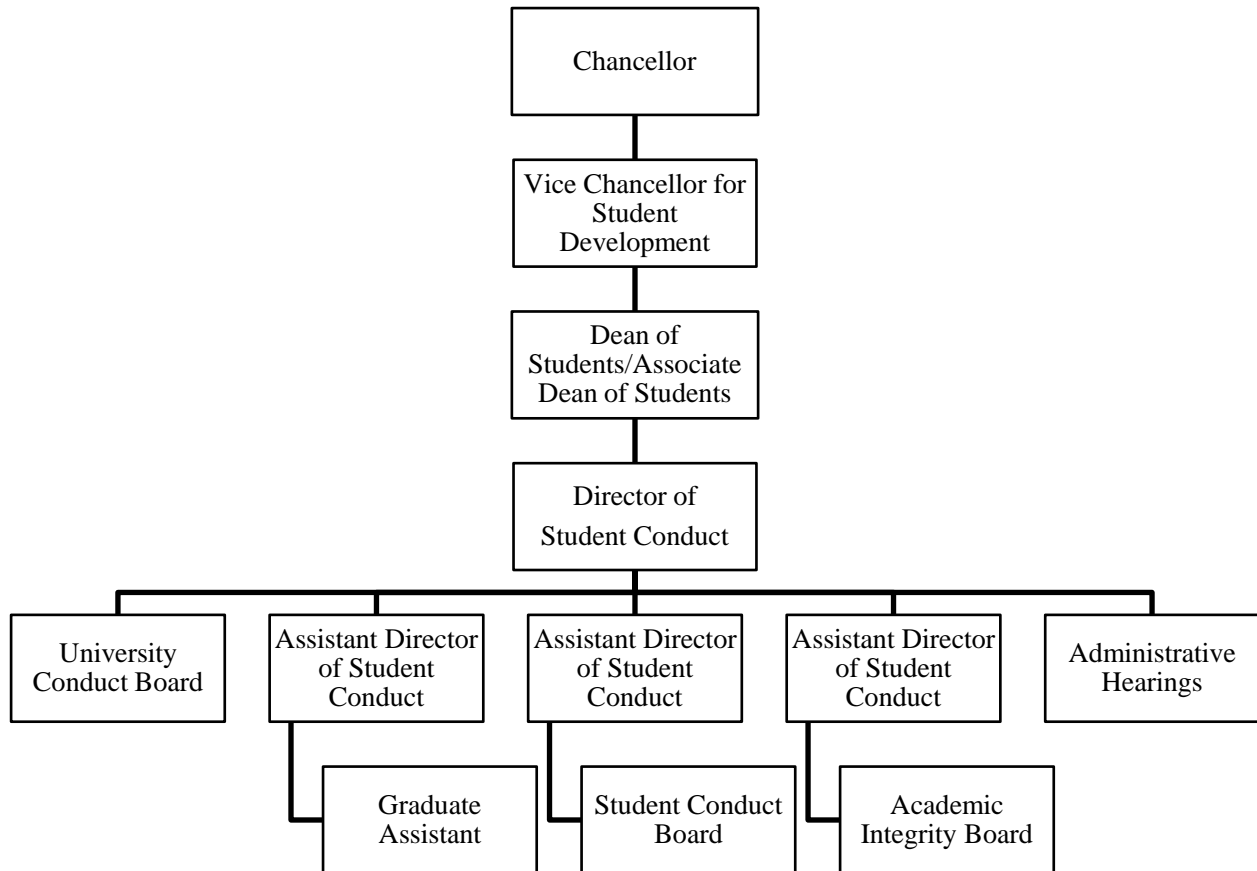 Chancellor
Vice Chancellor for
Student
Development
Dean of
Students/Associate
Dean of Students
Director of
Student Conduct
University
Conduct Board
Assistant Director
of Student
Conduct
Assistant Director
of Student
Conduct
Assistant Director
of Student
Conduct
Administrative
Hearings
Graduate
Assistant
Student Conduct
Board
Academic
Integrity Board